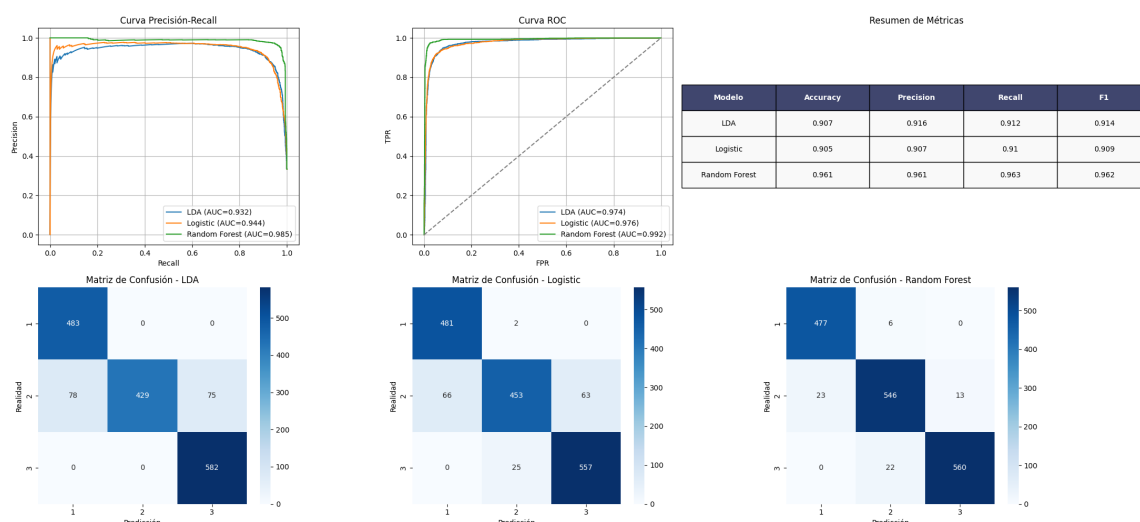 Curva Precisión-Recall
1.0
0.8
0.6
0.4
0.2
0.0
Precision
0.0 0.2 0.4 0.6 0.8 1.0
Recall
LDA (AUC=0.932)
Logistic (AUC=0.944)
Random Forest (AUC=0.985)
Curva ROC
1.0
0.8
0.6
0.4
0.2
0.0
TPR
0.0 0.2 0.4 0.6 0.8 1.0
FPR
LDA (AUC=0.974)
Logistic (AUC=0.976)
Random Forest (AUC=0.992)
Resumen de Métricas
Modelo Accuracy Precision Recall F1
LDA 0.907 0.916 0.912 0.914
Logistic 0.905 0.907 0.91 0.909
Random Forest 0.961 0.961 0.963 0.962
Matriz de Confusión - LDA
Realidad
1 483 0 0
2 78 429 75
3 0 0 582
1 2 3
Predicción
500
400
300
200
100
0
Matriz de Confusión - Logistic
Realidad
1 481 2 0
2 66 453 63
3 0 25 557
1 2 3
Predicción
500
400
300
200
100
0
Matriz de Confusión - Random Forest
Realidad
1 477 6 0
2 23 546 13
3 0 22 560
1 2 3
Predicción
500
400
300
200
100
0